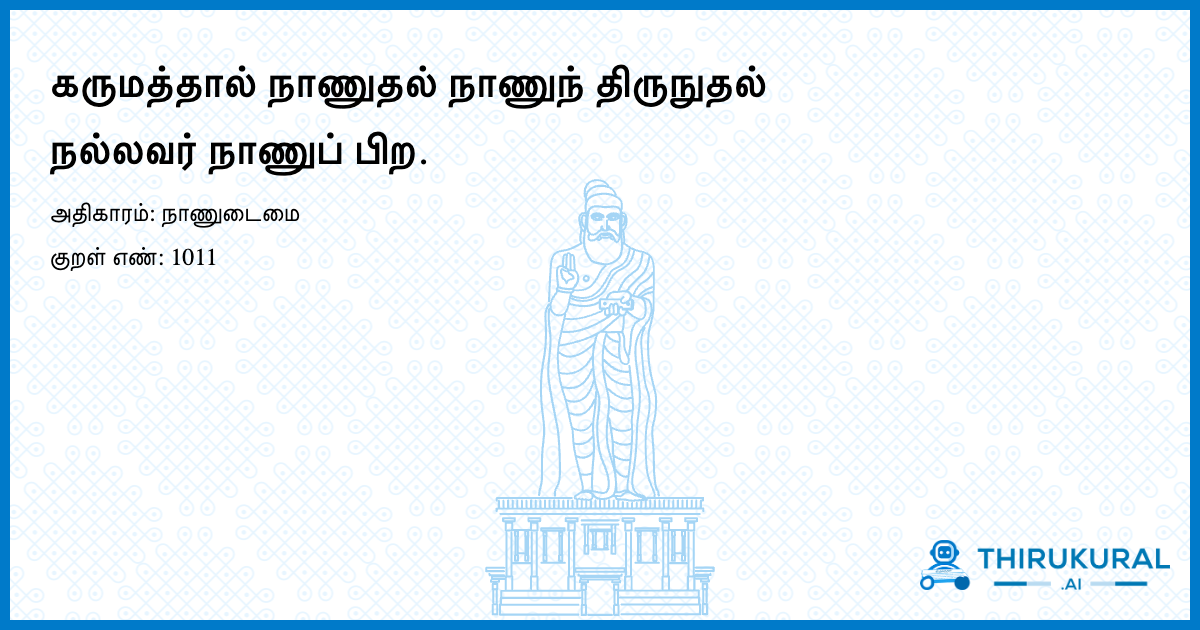 கருமத்தால் நாணுதல் நாணுந் திருநுதல்
நல்லவர் நாணுப் பிற.
அதிகாரம்: நாணுடைமை
குறள் எண்: 1011
THIRUKURAL
.AI